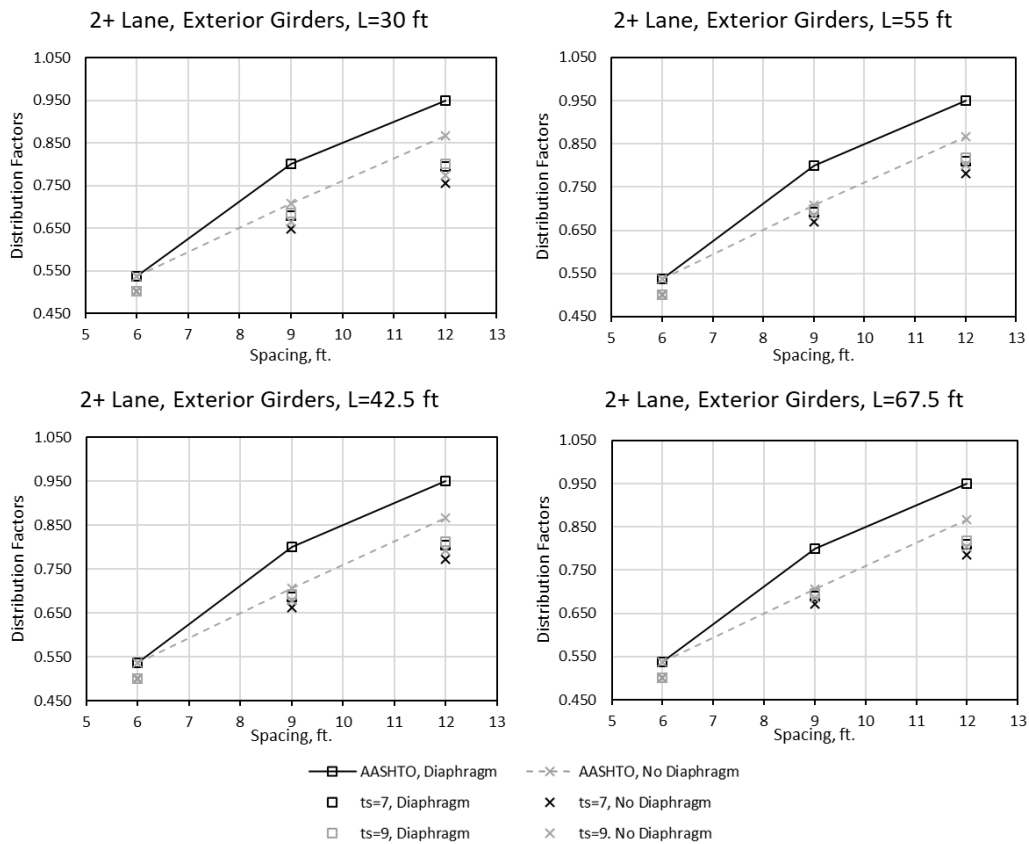 2+ Lane, Exterior Girders, L=30 ft
1.050
0.950
0.850
0.750
0.650
0.550
0.450
Distribution Factors
5 6 7 8 9 10 11 12 13
Spacing, ft.
2+ Lane, Exterior Girders, L=55 ft
1.050
0.950
0.850
0.750
0.650
0.550
0.450
Distribution Factors
5 6 7 8 9 10 11 12 13
Spacing, ft.
2+ Lane, Exterior Girders, L=42.5 ft
1.050
0.950
0.850
0.750
0.650
0.550
0.450
Distribution Factors
5 6 7 8 9 10 11 12 13
Spacing, ft.
2+ Lane, Exterior Girders, L=67.5 ft
1.050
0.950
0.850
0.750
0.650
0.550
0.450
Distribution Factors
5 6 7 8 9 10 11 12 13
Spacing, ft.
AASHTO, Diaphragm
AASHTO, No Diaphragm
ts=7, Diaphragm
ts=7, No Diaphragm
ts=9, Diaphragm
ts=9. No Diaphragm